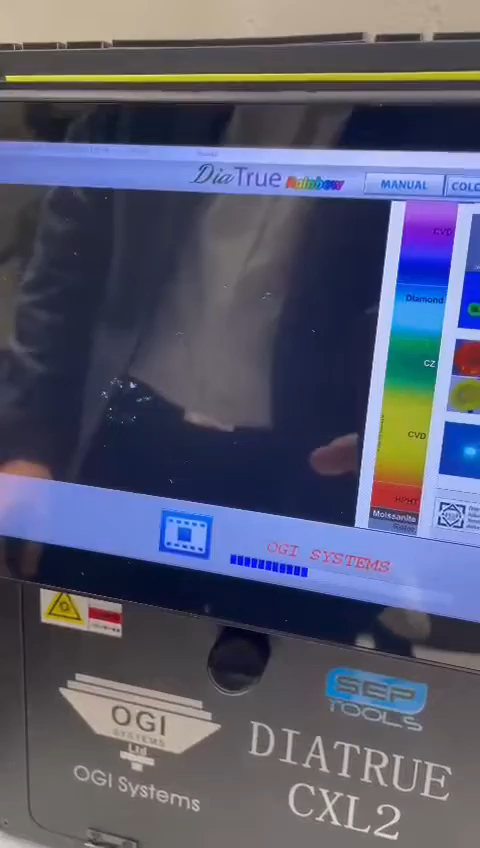 DiaTrue Rainbow
MANUAL
CVD
Diamond
CZ
CVD
HPHT
Moissanite
OGI SYSTEMS
OGI
SYSTEMS
Ltd
OGI Systems
SEP
TOOLS
DIATRUE
CXL2